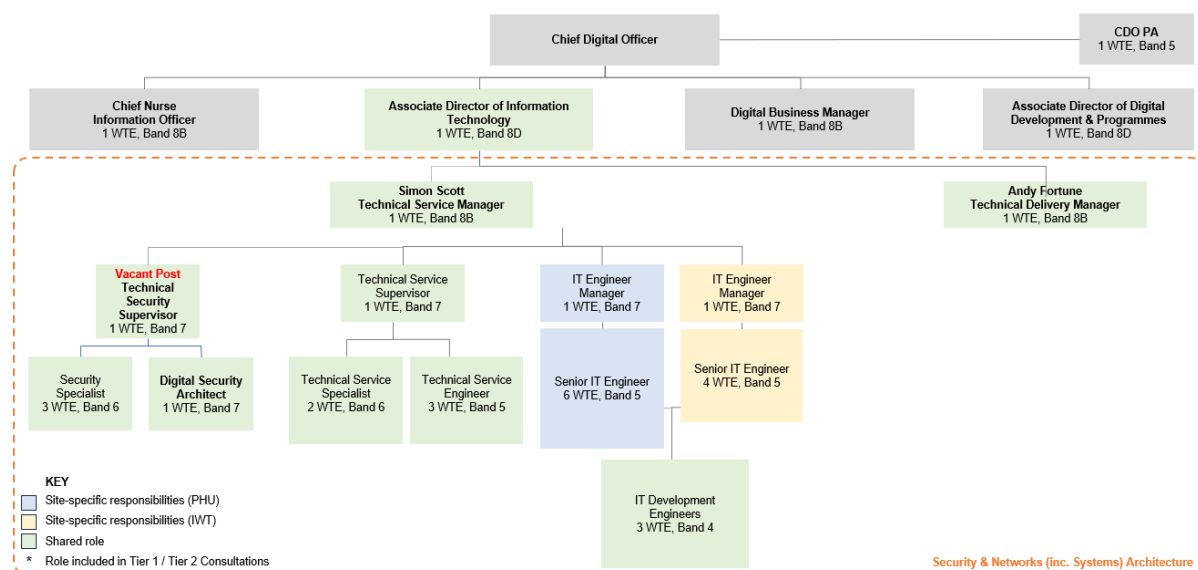 Chief Digital Officer
CDO PA
1 WTE, Band 5
Chief Nurse
Information Officer
1 WTE, Band 8B
Associate Director of Information
Technology
1 WTE, Band 8D
Digital Business Manager
1 WTE, Band 8B
Associate Director of Digital
Development & Programmes
1 WTE, Band 8D
Simon Scott
Technical Service Manager
1 WTE, Band 8B
Andy Fortune
Technical Delivery Manager
1 WTE, Band 8B
Vacant Post
Technical
Security
Supervisor
1 WTE, Band 7
Technical Service
Supervisor
1 WTE, Band 7
IT Engineer
Manager
1 WTE, Band 7
IT Engineer
Manager
1 WTE, Band 7
Security
Specialist
3 WTE, Band 6
Digital Security
Architect
1 WTE, Band 7
Technical Service
Specialist
2 WTE, Band 6
Technical Service
Engineer
3 WTE, Band 5
Senior IT Engineer
6 WTE, Band 5
Senior IT Engineer
4 WTE, Band 5
IT Development
Engineers
3 WTE, Band 4
KEY
Site-specific responsibilities (PHU)
Site-specific responsibilities (IWT)
Shared role
* Role included in Tier 1 / Tier 2 Consultations
Security & Networks (inc. Systems) Architecture